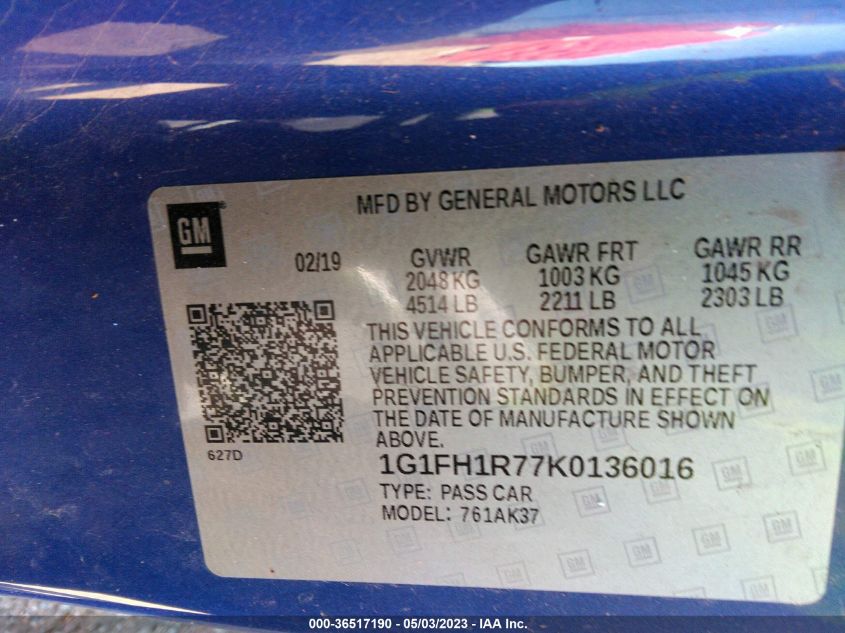 MFD BY GENERAL MOTORS LLC
GM
02/19 GVWR GAWR FRT GAWR RR
2048 KG 1003 KG 1045 KG
4514 LB 2211 LB 2303 LB
THIS VEHICLE CONFORMS TO ALL
APPLICABLE U.S. FEDERAL MOTOR
VEHICLE SAFETY, BUMPER, AND THEFT
PREVENTION STANDARDS IN EFFECT ON
THE DATE OF MANUFACTURE SHOWN
ABOVE.
627D
1G1FH1R77K0136016
TYPE: PASS CAR
MODEL: 761AK37
000-36517190 - 05/03/2023 - IAA Inc.